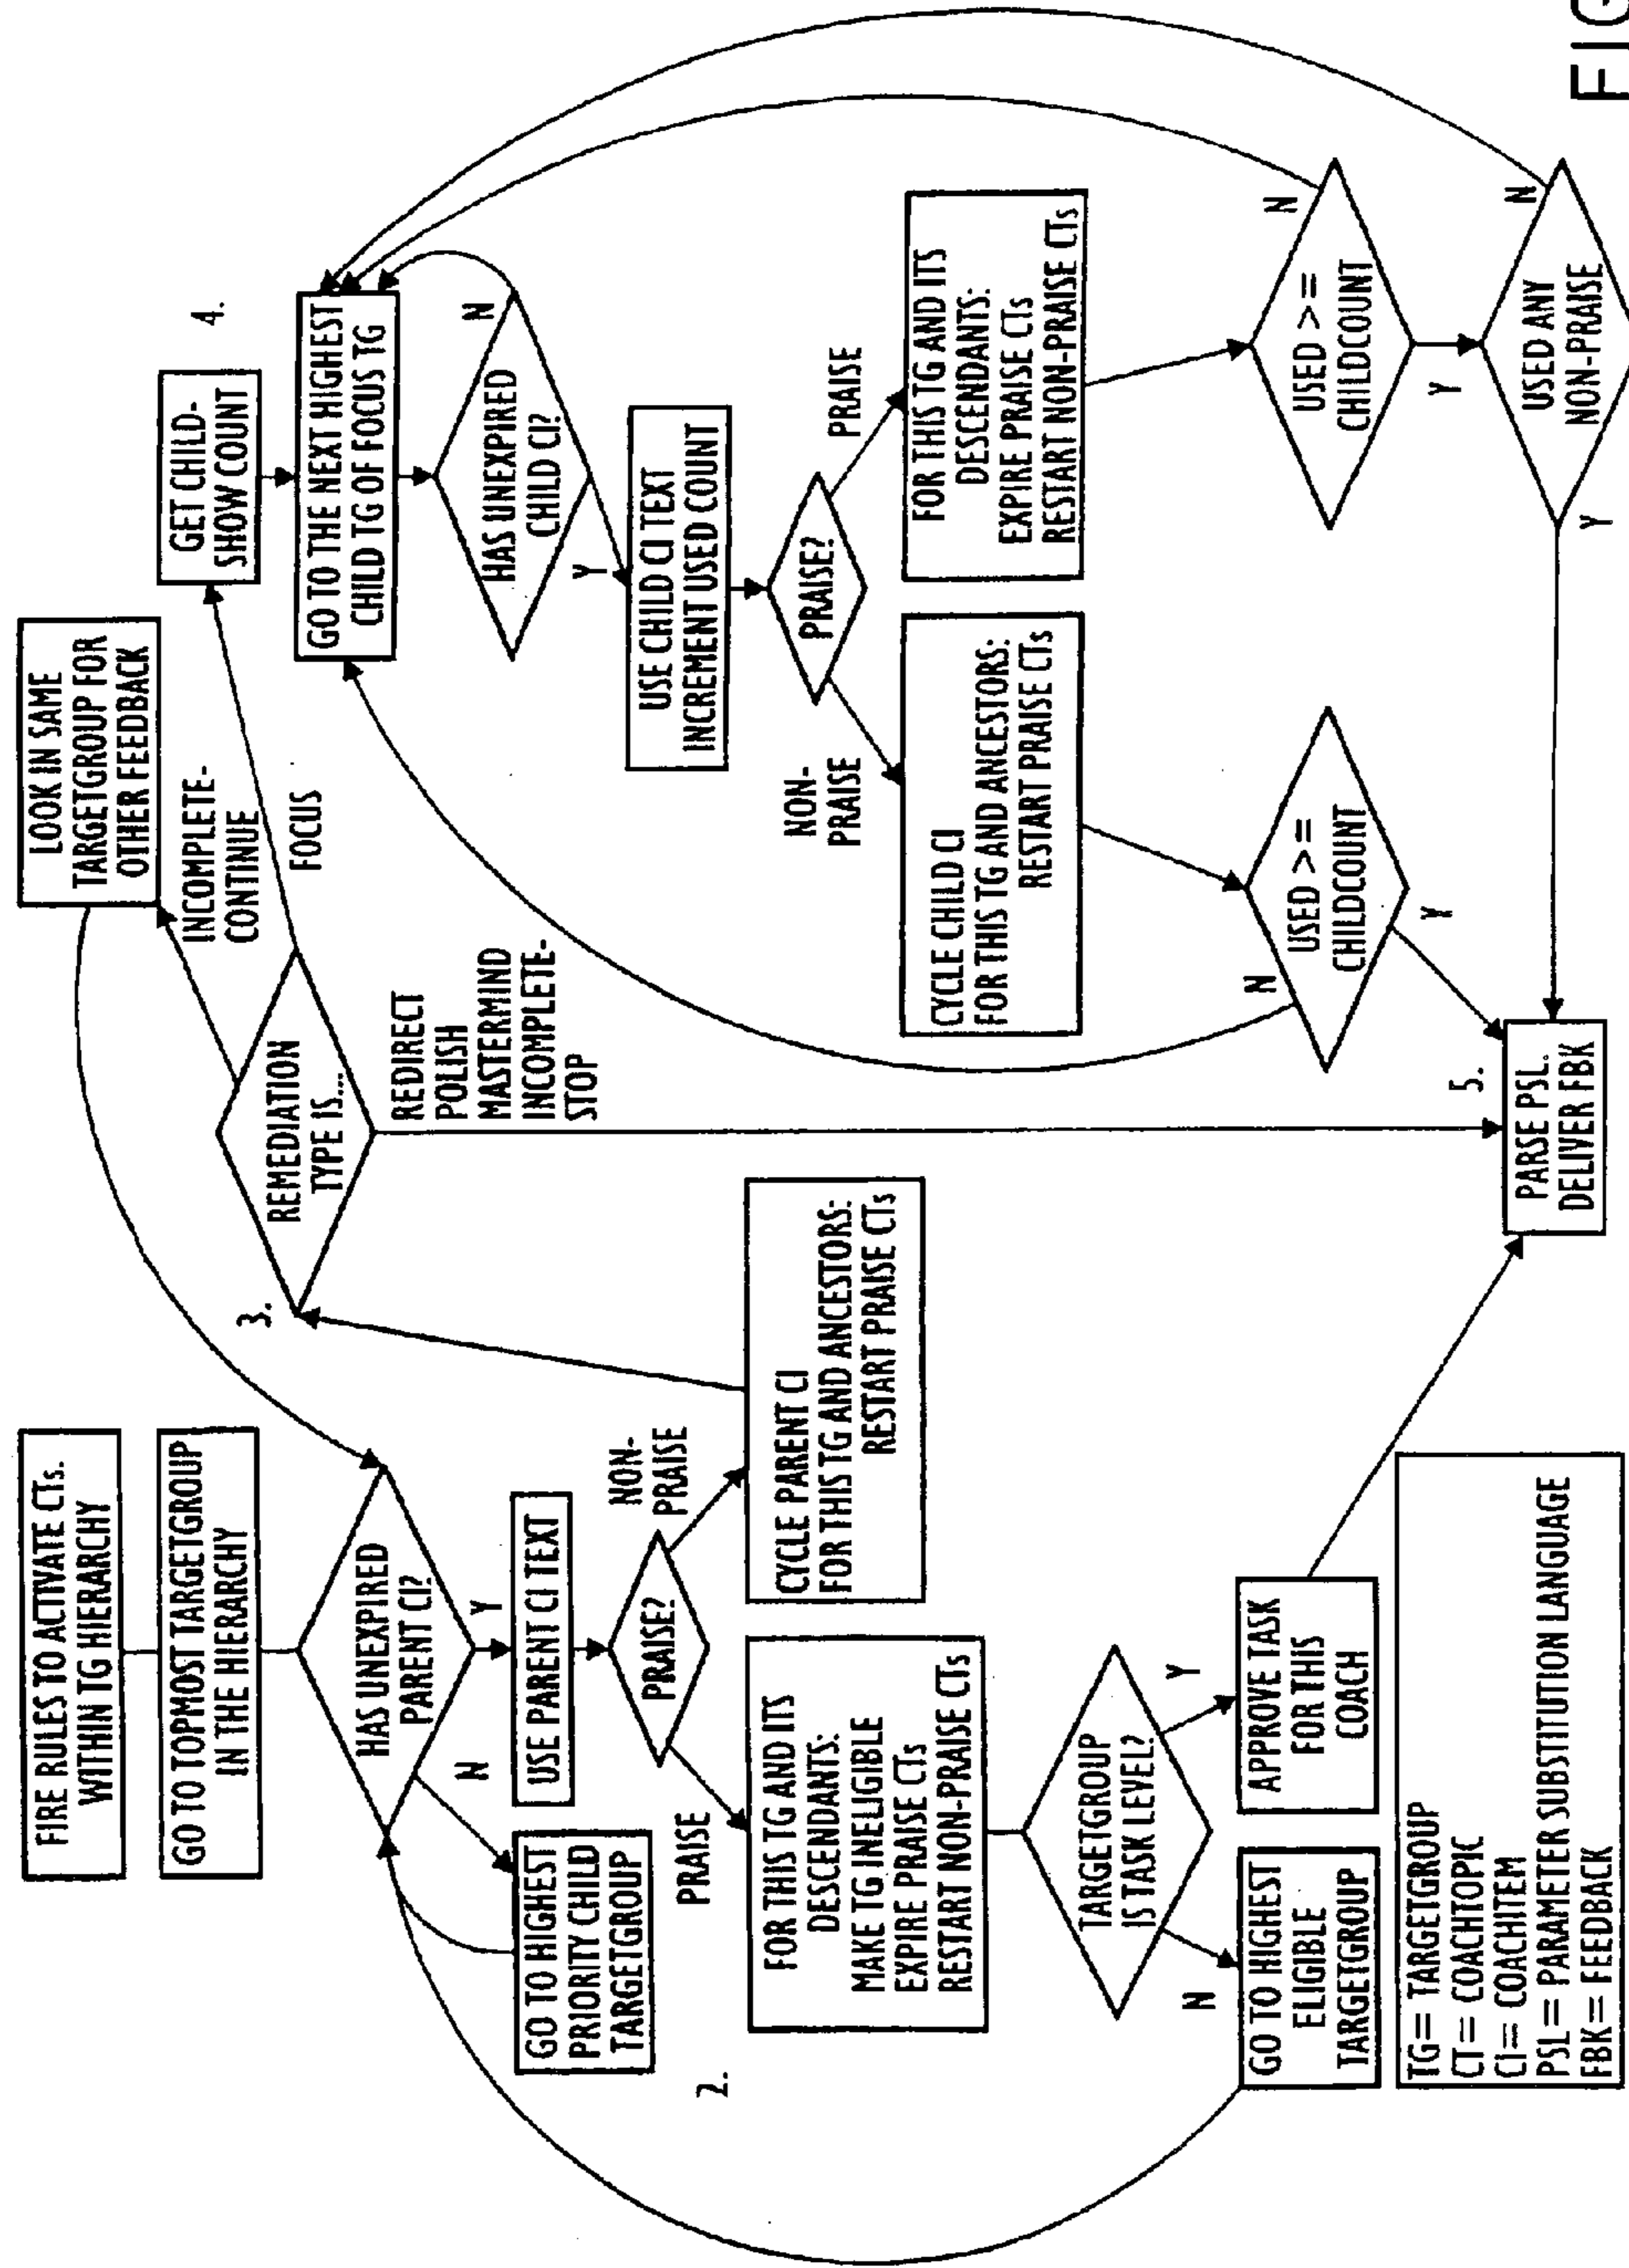 FIRE RULES TO ACTIVATE CTs.
WITHIN TG HIERARCHY
GO TO TOPMOST TARGETGROUP
IN THE HIERARCHY
HAS UNEXPIRED
PARENT CI?
N
Y
GO TO HIGHEST
PRIORITY CHILD
TARGETGROUP
USE PARENT CI TEXT
PRAISE?
PRAISE
NON-
PRAISE
2.
FOR THIS TG AND ITS
DESCENDANTS:
MAKE TG INELIGIBLE
EXPIRE PRAISE CTs
RESTART NON-PRAISE CTs
CYCLE PARENT CI
FOR THIS TG AND ANCESTORS:
RESTART PRAISE CTs
TARGETGROUP
IS TASK LEVEL?
N
Y
GO TO HIGHEST
ELIGIBLE
TARGETGROUP
APPROVE TASK
FOR THIS
COACH
TG= TARGETGROUP
CT= COACHTOPIC
CI= COACHITEM
PSL= PARAMETER SUBSTITUTION LANGUAGE
FBK= FEEDBACK
3.
REMEDIATION
TYPE IS...
LOOK IN SAME
TARGETGROUP FOR
OTHER FEEDBACK
INCOMPLETE-
CONTINUE
FOCUS
REDIRECT
POLISH
MASTERMIND
INCOMPLETE-
STOP
GET CHILD-
SHOW COUNT
4.
GO TO THE NEXT HIGHEST
CHILD TG OF FOCUS TG
HAS UNEXPIRED
CHILD CI?
N
Y
USE CHILD CI TEXT
INCREMENT USED COUNT
PRAISE?
NON-
PRAISE
PRAISE
CYCLE CHILD CI
FOR THIS TG AND ANCESTORS:
RESTART PRAISE CTs
FOR THIS TG AND ITS
DESCENDANTS:
EXPIRE PRAISE CTs
RESTART NON-PRAISE CTs
USED >=
CHILDCOUNT
N
Y
USED >=
CHILDCOUNT
N
Y
USED ANY
NON-PRAISE
N
Y
5.
PARSE PSL.
DELIVER FBK